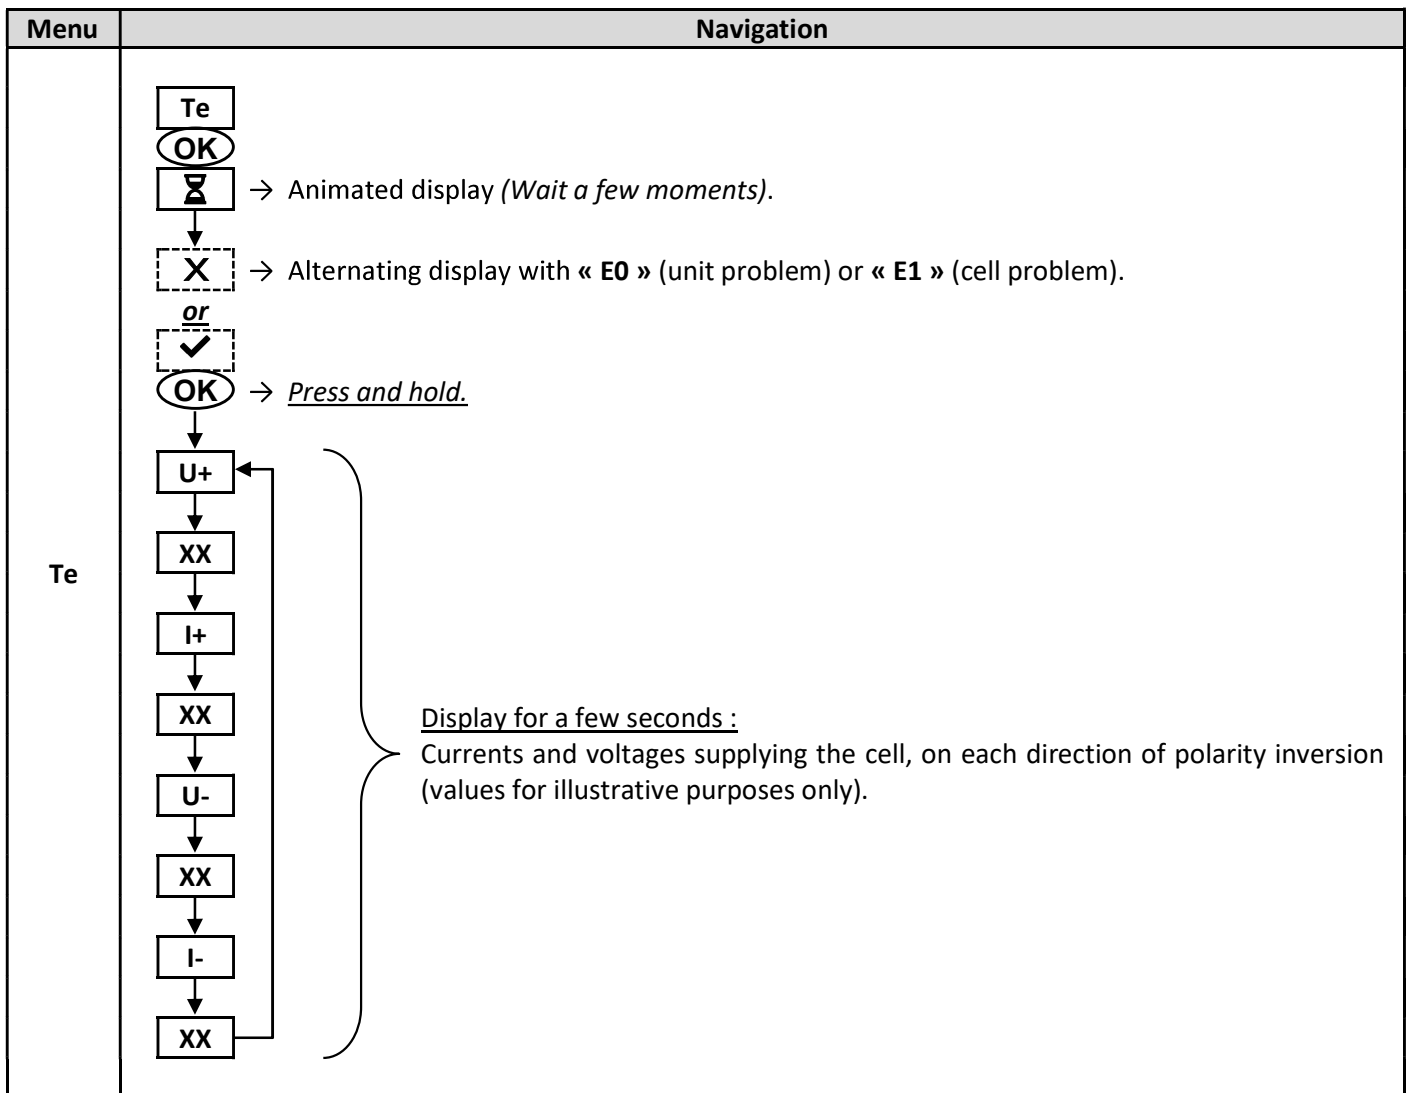 Menu Navigation
Te
OK
→ Animated display (Wait a few moments).
X → Alternating display with « E0 » (unit problem) or « E1 » (cell problem).
or
✔
OK → Press and hold.
U+
XX
Te
I+
XX
Display for a few seconds :
Currents and voltages supplying the cell, on each direction of polarity inversion
(values for illustrative purposes only).
U-
XX
I-
XX